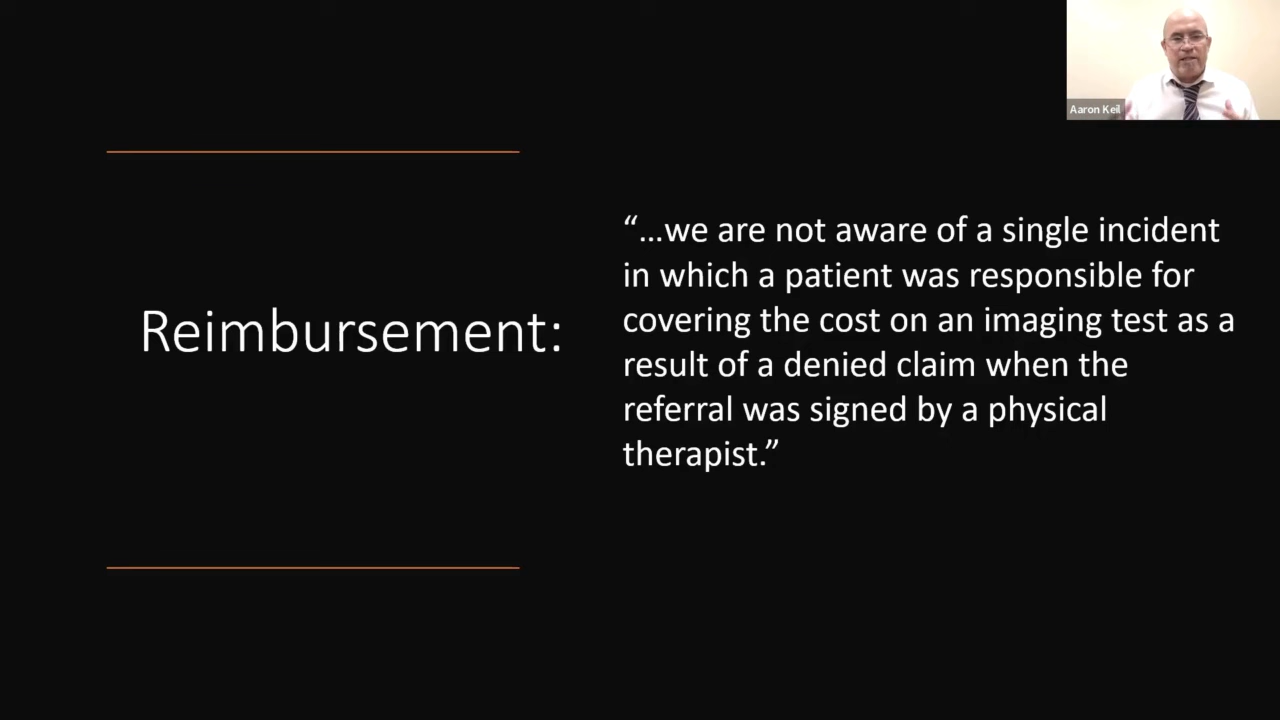 Aaron Keil
Reimbursement:
“...we are not aware of a single incident
in which a patient was responsible for
covering the cost on an imaging test as a
result of a denied claim when the
referral was signed by a physical
therapist.”